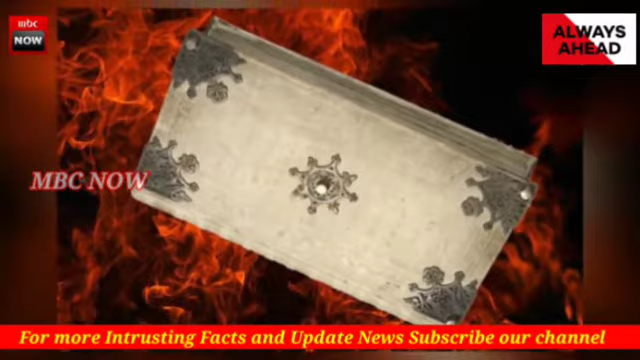 mbc
NOW
ALWAYS
AHEAD
MBC NOW
For more Intrusting Facts and Update News Subscribe our channel